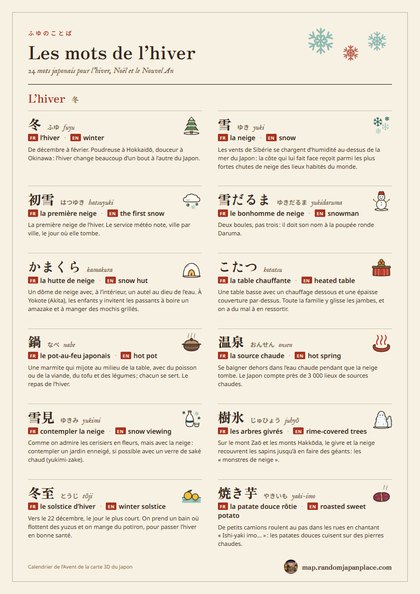 ふゆのことば
Les mots de l'hiver
24 mots japonais pour l'hiver, Noël et le Nouvel An
L'hiver 冬
冬 ふゆ fuyu
FR l'hiver · EN winter
De décembre à février. Poudreuse à Hokkaidō, douceur à
Okinawa : l'hiver change beaucoup d'un bout à l'autre du Japon.
雪 ゆき yuki
FR la neige · EN snow
Les vents de Sibérie se chargent d'humidité au-dessus de la
mer du Japon : la côte qui lui fait face reçoit parmi les plus
fortes chutes de neige des lieux habités du monde.
初雪 はつゆき hatsuyuki
FR la première neige · EN the first snow
La première neige de l'hiver. Le service météo note, ville par
ville, le jour où elle tombe.
雪だるま ゆきだるま yukidaruma
FR le bonhomme de neige · EN snowman
Deux boules, pas trois : il doit son nom à la poupée ronde
Daruma.
かまくら kamakura
FR la hutte de neige · EN snow hut
Un dôme de neige avec, à l'intérieur, un autel au dieu de l'eau. À
Yokote (Akita), les enfants y invitent les passants à boire un
amazake et à manger des mochis grillés.
こたつ kotatsu
FR la table chauffante · EN heated table
Une table basse avec un chauffage dessous et une épaisse
couverture par-dessus. Toute la famille y glisse les jambes, et
on a du mal à en ressortir.
鍋 なべ nabe
FR le pot-au-feu japonais · EN hot pot
Une marmite qui mijote au milieu de la table, avec du poisson
ou de la viande, du tofu et des légumes ; chacun se sert. Le
repas de l'hiver.
温泉 おんせん onsen
FR la source chaude · EN hot spring
Se baigner dehors dans l'eau chaude pendant que la neige
tombe. Le Japon compte près de 3 000 lieux de sources
chaudes.
雪見 ゆきみ yukimi
FR contempler la neige · EN snow viewing
Comme on admire les cerisiers en fleurs, mais avec la neige :
contempler un jardin enneigé, si possible avec un verre de saké
chaud (yukimi-zake).
樹氷 じゅひょう juhyō
FR les arbres givrés · EN rime-covered trees
Sur le mont Zaō et les monts Hakkōda, le givre et la neige
recouvrent les sapins jusqu'à en faire des géants : les
« monstres de neige ».
冬至 とうじ tōji
FR le solstice d'hiver · EN winter solstice
Vers le 22 décembre, le jour le plus court. On prend un bain où
flottent des yuzus et on mange du potiron, pour passer l'hiver
en bonne santé.
焼き芋 やきいも yaki-imo
FR la patate douce rôtie · EN roasted sweet
potato
De petits camions roulent au pas dans les rues en chantant
« Ishi-yaki imo… » : les patates douces cuisent sur des pierres
chaudes.
Calendrier de l'Avent de la carte 3D du Japon
map.randomjapanplace.com